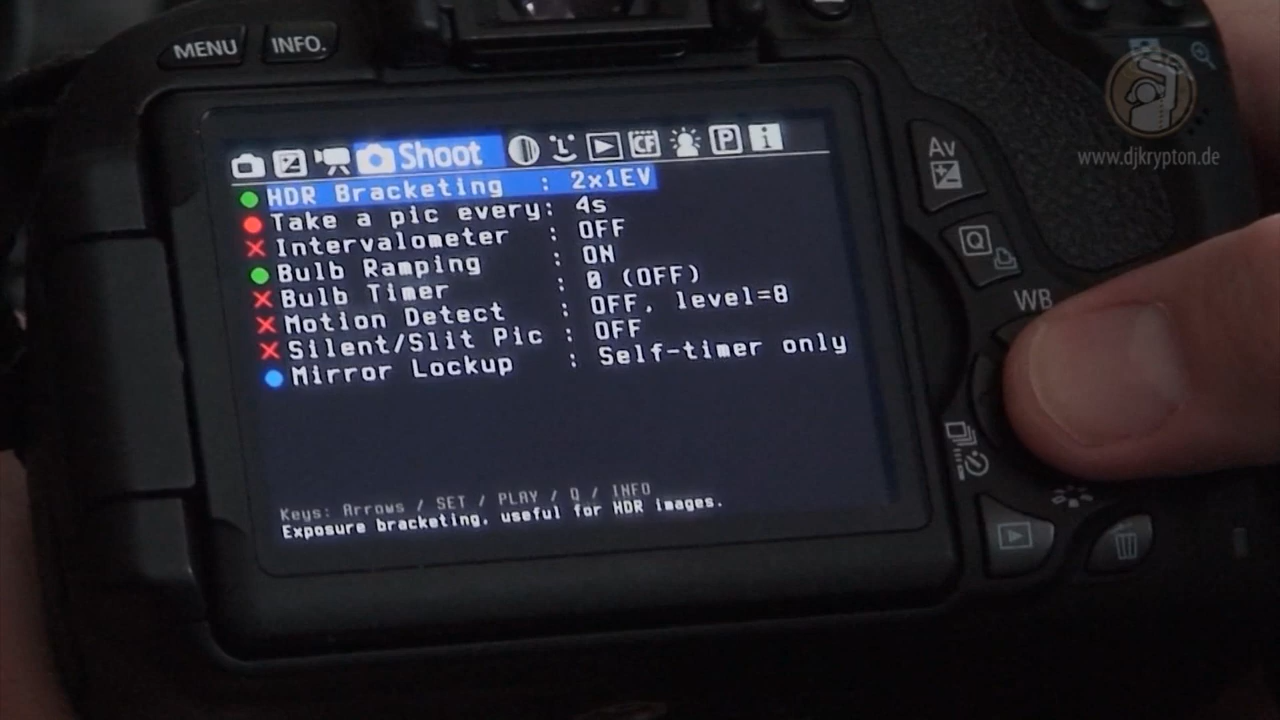 MENU INFO.
www.djkrypton.de
Shoot
L CF P i
HDR Bracketing : 2x1EV
Take a pic every: 4s
Intervalometer : OFF
Bulb Ramping : ON
Bulb Timer : 0 (OFF)
Motion Detect : OFF, level=8
Silent/Slit Pic : OFF
Mirror Lockup : Self-timer only
Keys: Arrows / SET / PLAY / Q / INFO
Exposure bracketing, useful for HDR images.
Av
Q
WB